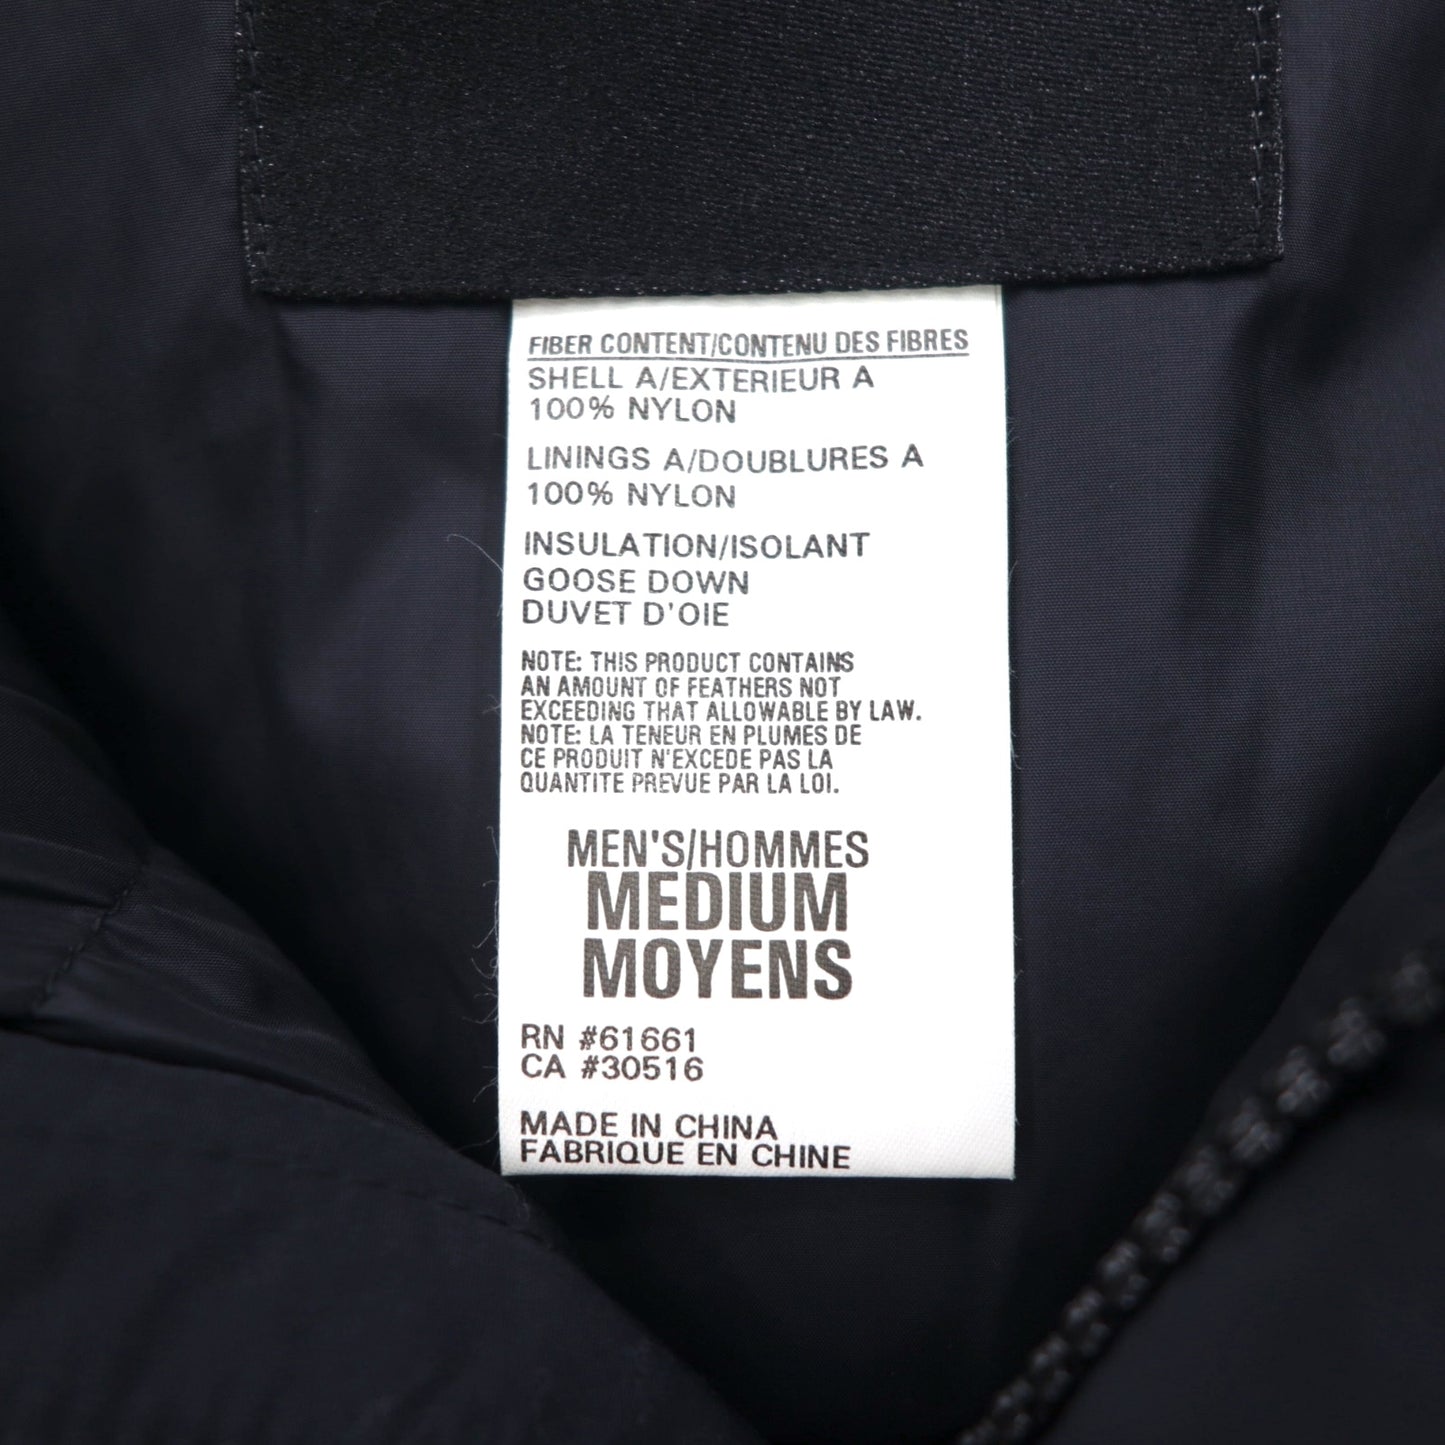 FIBER CONTENT/CONTENU DES FIBRES
SHELL A/EXTERIEUR A
100% NYLON
LININGS A/DOUBLURES A
100% NYLON
INSULATION/ISOLANT
GOOSE DOWN
DUVET D'OIE
NOTE: THIS PRODUCT CONTAINS
AN AMOUNT OF FEATHERS NOT
EXCEEDING THAT ALLOWABLE BY LAW.
NOTE: LA TENEUR EN PLUMES DE
CE PRODUIT N'EXCEDE PAS LA
QUANTITE PREVUE PAR LA LOI.
MEN'S/HOMMES
MEDIUM
MOYENS
RN #61661
CA #30516
MADE IN CHINA
FABRIQUE EN CHINE